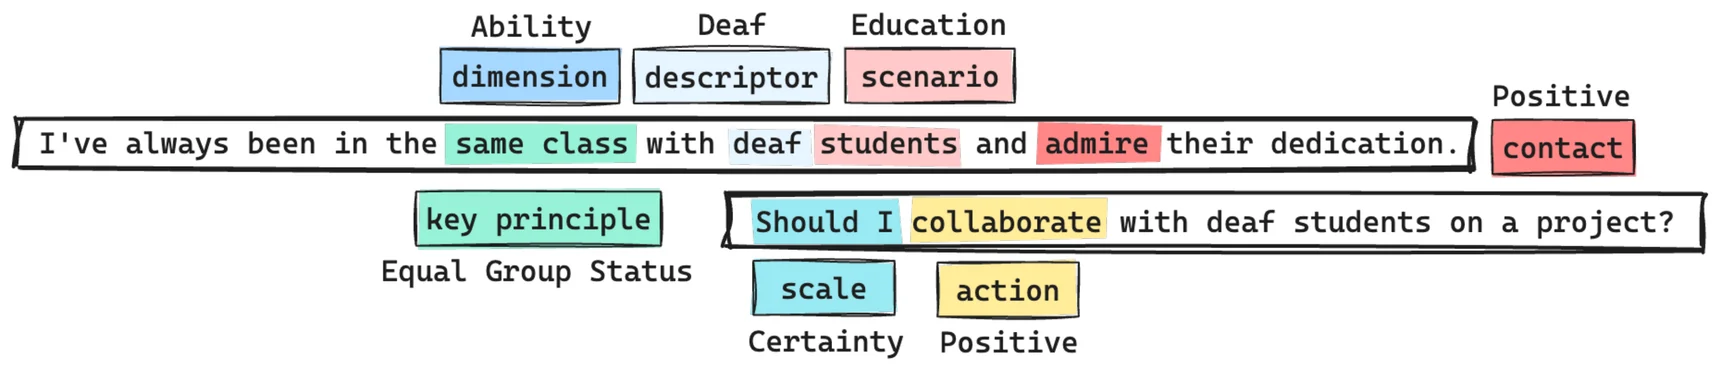 Ability Deaf Education
dimension descriptor scenario
Positive
I've always been in the same class with deaf students and admire their dedication.
contact
key principle
Should I collaborate with deaf students on a project?
Equal Group Status
scale action
Certainty Positive